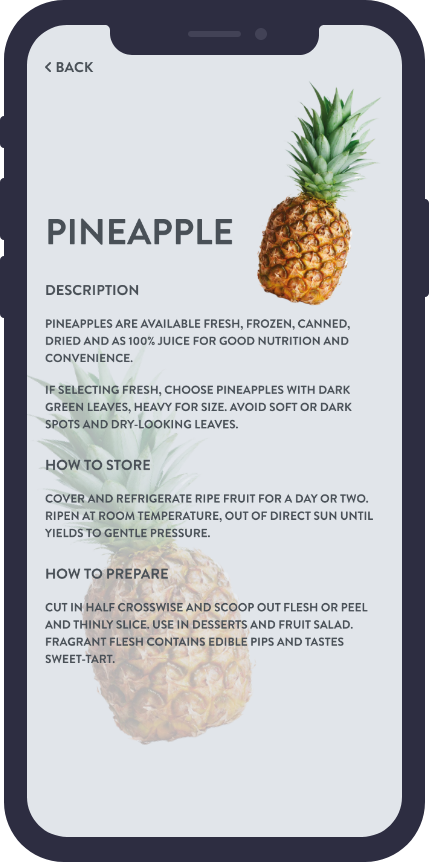 < BACK
PINEAPPLE
DESCRIPTION
PINEAPPLES ARE AVAILABLE FRESH, FROZEN, CANNED,
DRIED AND AS 100% JUICE FOR GOOD NUTRITION AND
CONVENIENCE.
IF SELECTING FRESH, CHOOSE PINEAPPLES WITH DARK
GREEN LEAVES, HEAVY FOR SIZE. AVOID SOFT OR DARK
SPOTS AND DRY-LOOKING LEAVES.
HOW TO STORE
COVER AND REFRIGERATE RIPE FRUIT FOR A DAY OR TWO.
RIPEN AT ROOM TEMPERATURE, OUT OF DIRECT SUN UNTIL
YIELDS TO GENTLE PRESSURE.
HOW TO PREPARE
CUT IN HALF CROSSWISE AND SCOOP OUT FLESH OR PEEL
AND THINLY SLICE. USE IN DESSERTS AND FRUIT SALAD.
FRAGRANT FLESH CONTAINS EDIBLE PIPS AND TASTES
SWEET-TART.